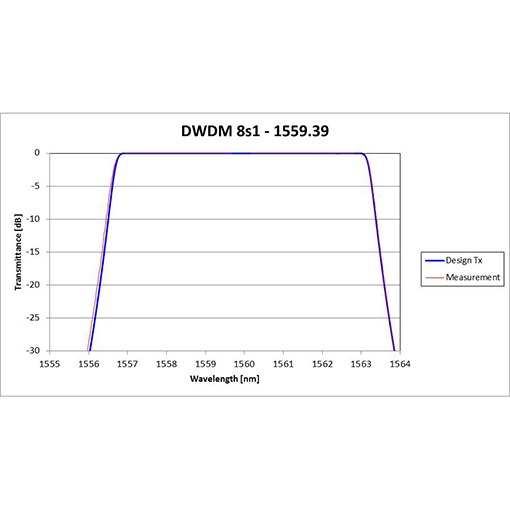 DWDM 8s1 - 1559.39
0
-5
-10
-15
-20
-25
-30
Transmittance [dB]
1555 1556 1557 1558 1559 1560 1561 1562 1563 1564
Wavelength [nm]
Design Tx
Measurement